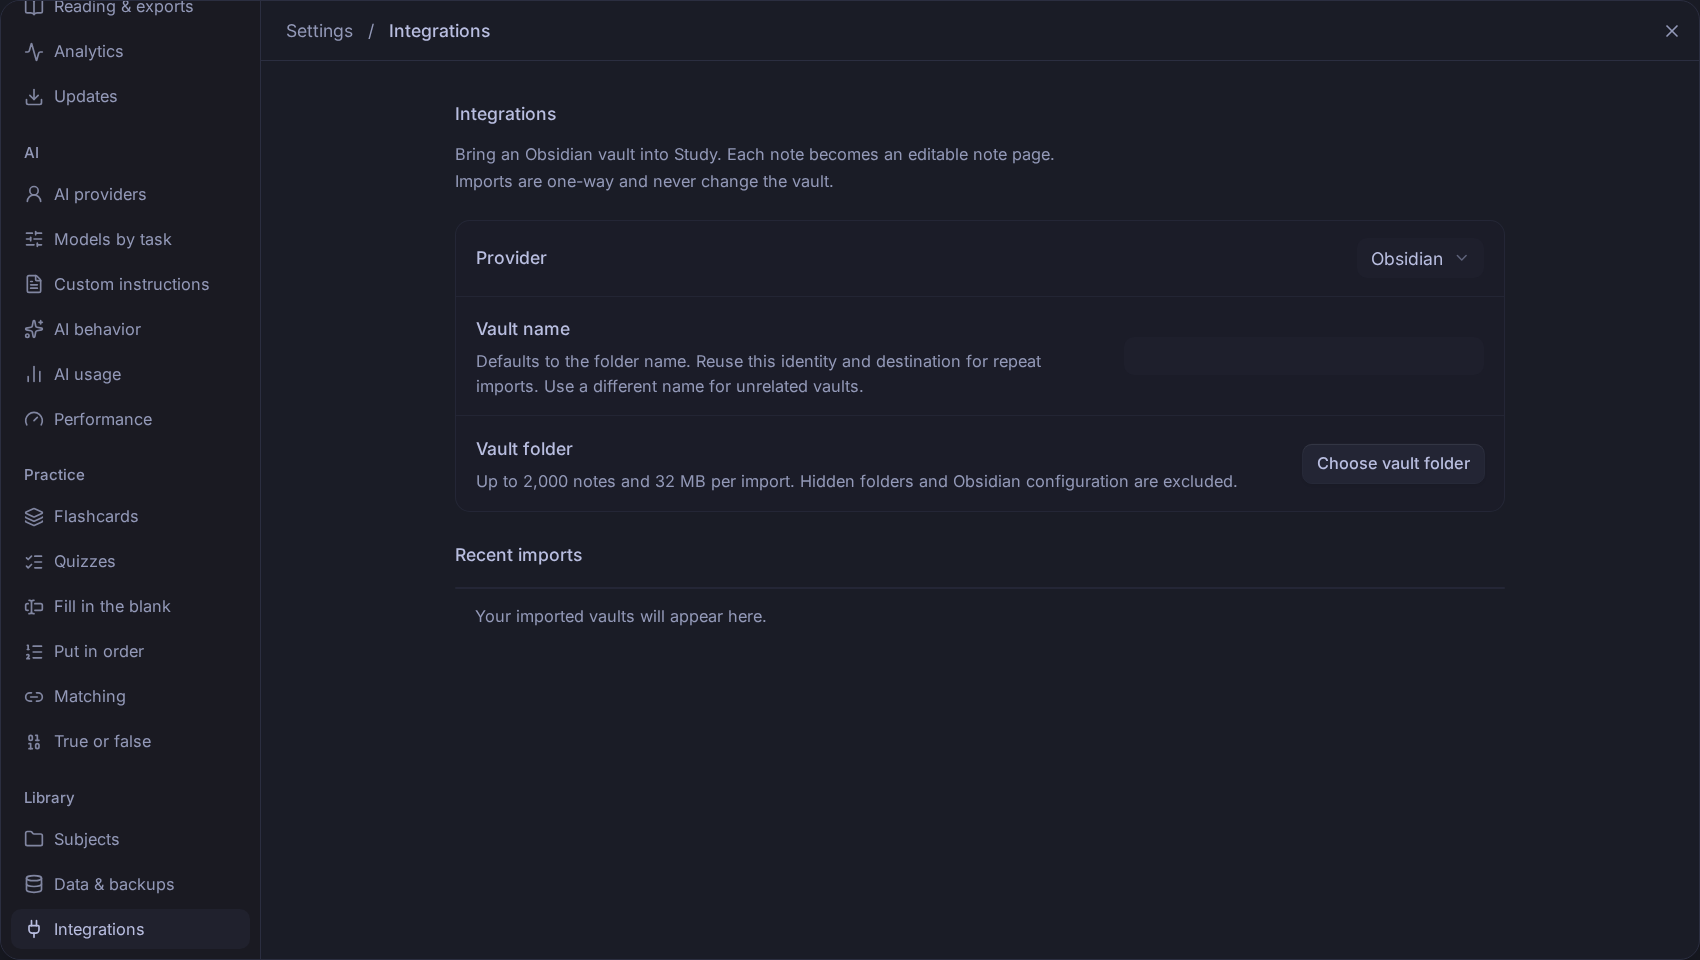 Reading & exports
Analytics
Updates
AI
AI providers
Models by task
Custom instructions
AI behavior
AI usage
Performance
Practice
Flashcards
Quizzes
Fill in the blank
Put in order
Matching
True or false
Library
Subjects
Data & backups
Integrations
Settings / Integrations
Integrations
Bring an Obsidian vault into Study. Each note becomes an editable note page.
Imports are one-way and never change the vault.
Provider
Obsidian
Vault name
Defaults to the folder name. Reuse this identity and destination for repeat
imports. Use a different name for unrelated vaults.
Vault folder
Up to 2,000 notes and 32 MB per import. Hidden folders and Obsidian configuration are excluded.
Choose vault folder
Recent imports
Your imported vaults will appear here.